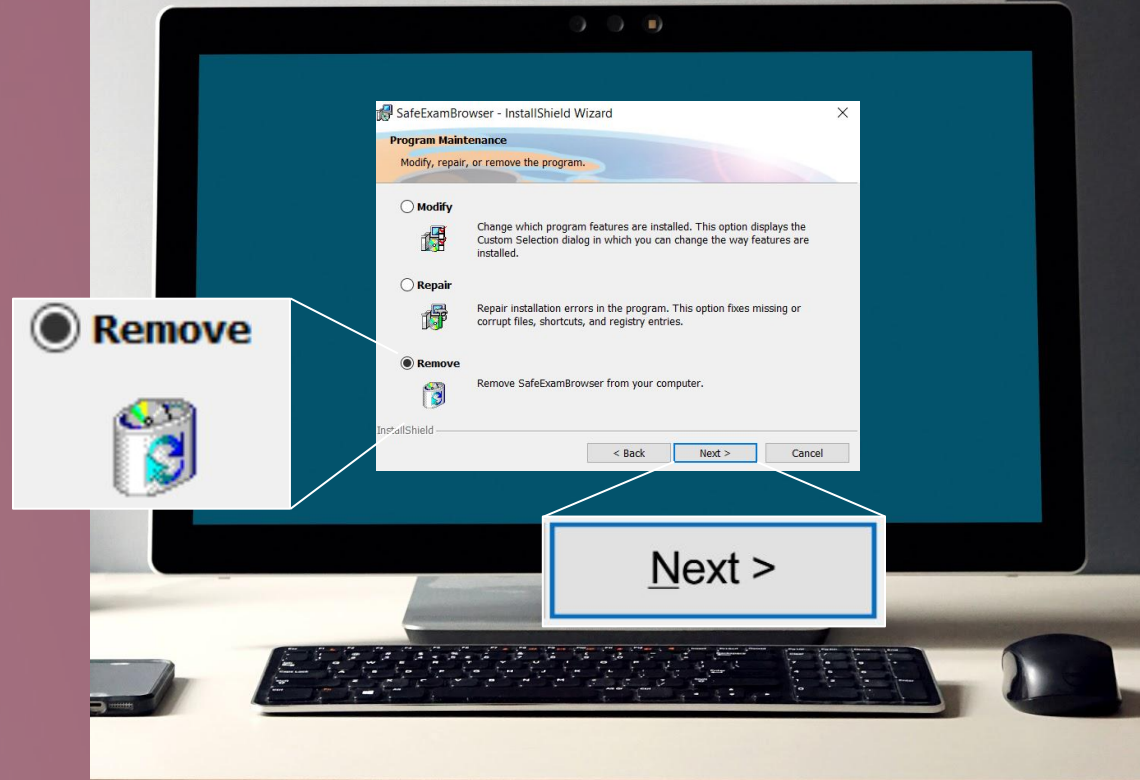 SafeExamBrowser - InstallShield Wizard
Program Maintenance
Modify, repair, or remove the program.
Modify
Change which program features are installed. This option displays the
Custom Selection dialog in which you can change the way features are
installed.
Repair
Repair installation errors in the program. This option fixes missing or
corrupt files, shortcuts, and registry entries.
Remove
Remove SafeExamBrowser from your computer.
InstallShield
< Back
Next >
Cancel
Remove
Next >